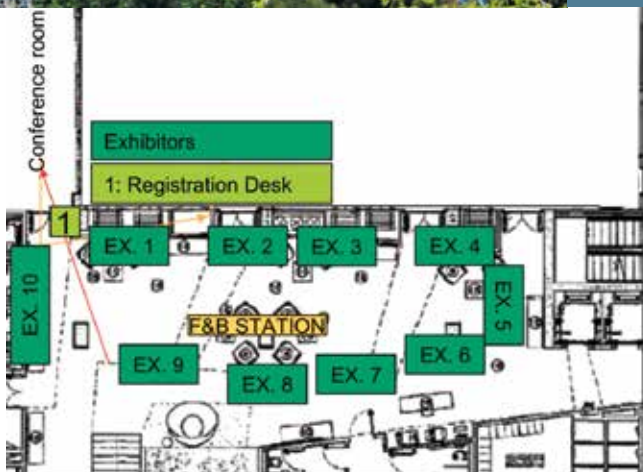 Conference room
Exhibitors
1: Registration Desk
1
EX. 1
EX. 2
EX. 3
EX. 4
EX. 10
EX. 5
F&B STATION
EX. 9
EX. 8
EX. 7
EX. 6